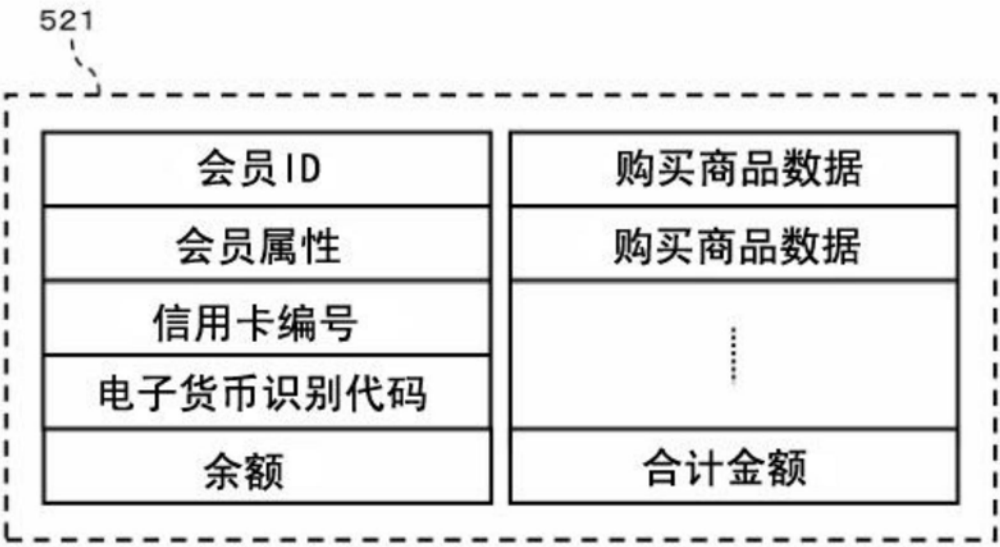 521
会员ID
会员属性
信用卡编号
电子货币识别代码
余额
购买商品数据
购买商品数据
合计金额